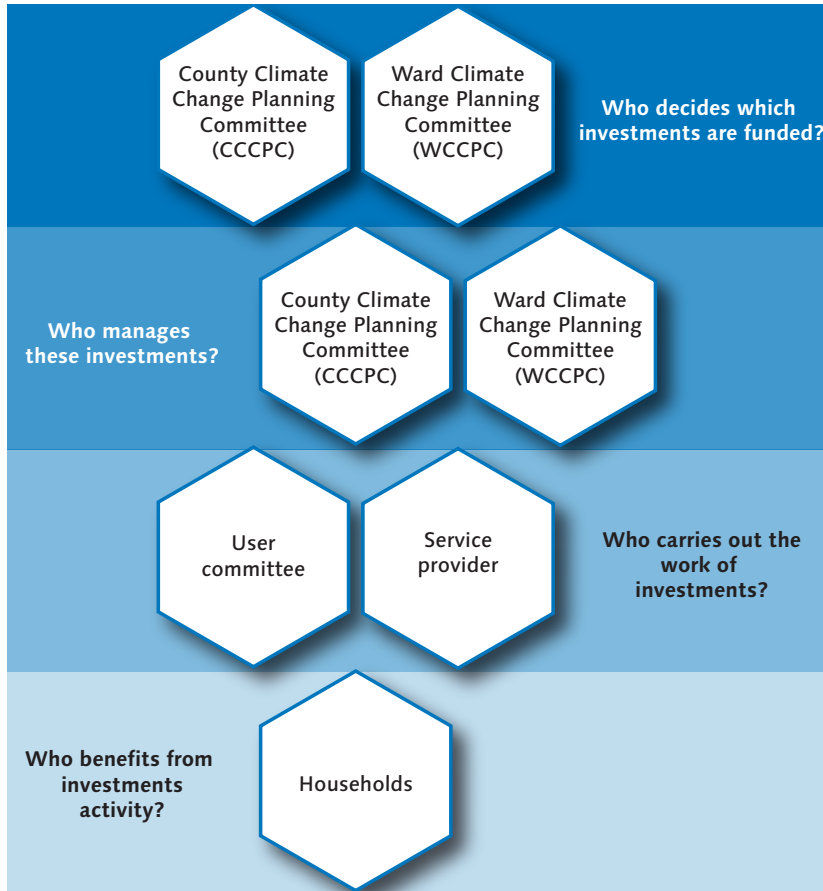 County Climate
Change Planning
Committee
(CCCPC)
Ward Climate
Change Planning
Committee
(WCCPC)
Who decides which
investments are funded?
Who manages
these investments?
County Climate
Change Planning
Committee
(CCCPC)
Ward Climate
Change Planning
Committee
(WCCPC)
User
committee
Service
provider
Who carries out the
work of
investments?
Who benefits from
investments
activity?
Households